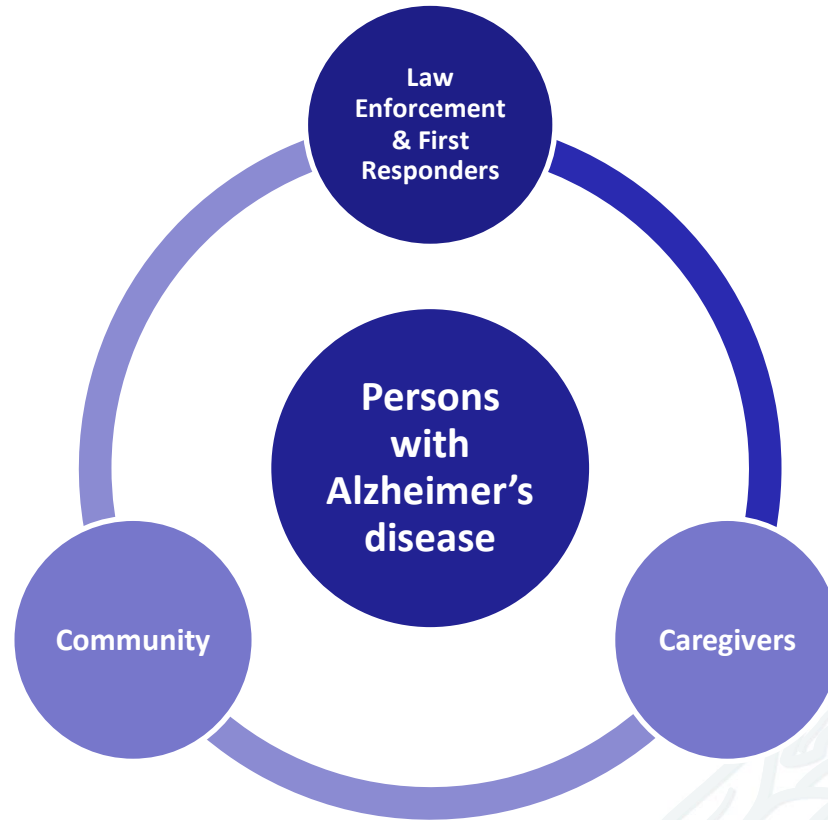 Law
Enforcement
& First
Responders
Persons
with
Alzheimer’s
disease
Community
Caregivers